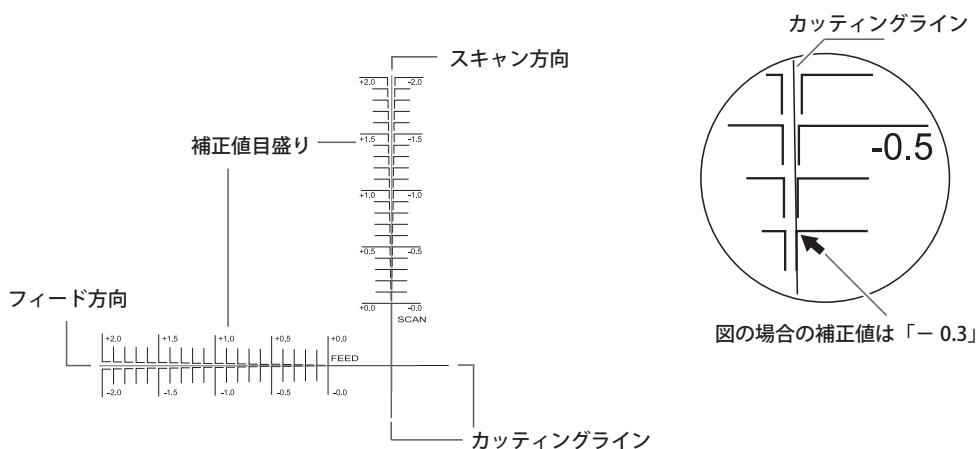 カッティングライン
スキャン方向
+2.0 -2.0
補正値目盛り
+1.5 -1.5
-0.5
+1.0 -1.0
+0.5 -0.5
フィード方向
+0.0 -0.0
SCAN
図の場合の補正値は「− 0.3」
+2.0 +1.5 +1.0 +0.5 +0.0
FEED
-2.0 -1.5 -1.0 -0.5 -0.0
カッティングライン